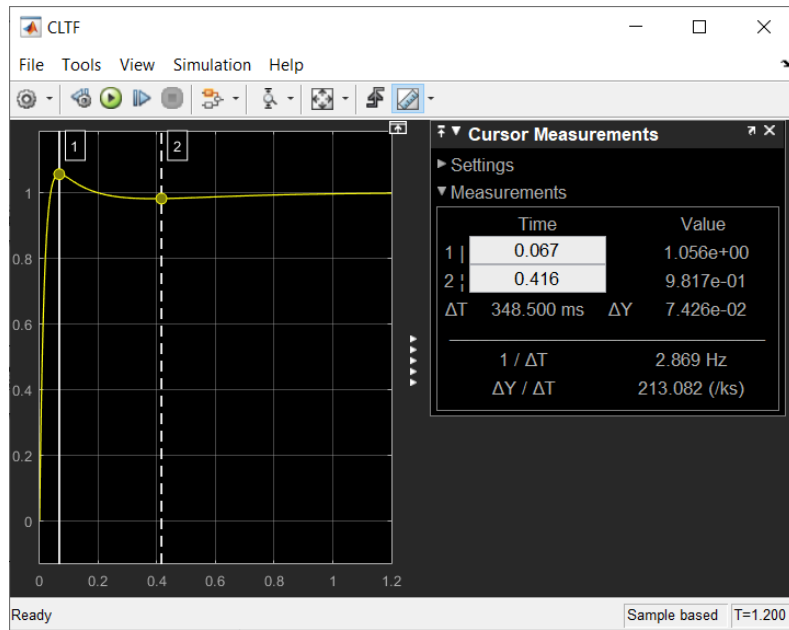 CLTF
File Tools View Simulation Help
1
2
1
0.8
0.6
0.4
0.2
0
0 0.2 0.4 0.6 0.8 1 1.2
Cursor Measurements
Settings
Measurements
Time Value
1 | 0.067 1.056e+00
2 ¦ 0.416 9.817e-01
ΔT 348.500 ms ΔY 7.426e-02
1 / ΔT 2.869 Hz
ΔY / ΔT 213.082 (/ks)
Ready Sample based T=1.200